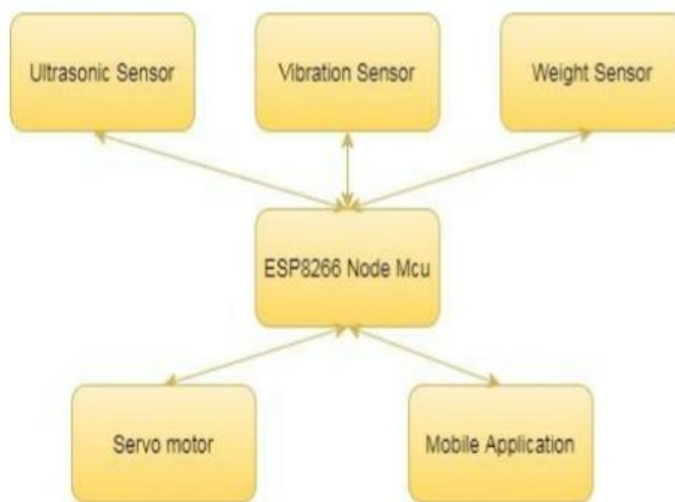 Ultrasonic Sensor
Vibration Sensor
Weight Sensor
ESP8266 Node Mcu
Servo motor
Mobile Application